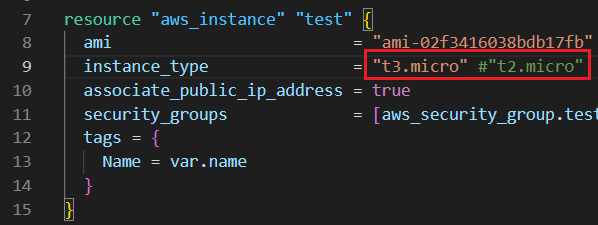 7 resource "aws_instance" "test" {
8 ami = "ami-02f3416038bdb17fb"
9 instance_type = "t3.micro" #"t2.micro"
10 associate_public_ip_address = true
11 security_groups = [aws_security_group.test
12 tags = {
13 Name = var.name
14 }
15 }